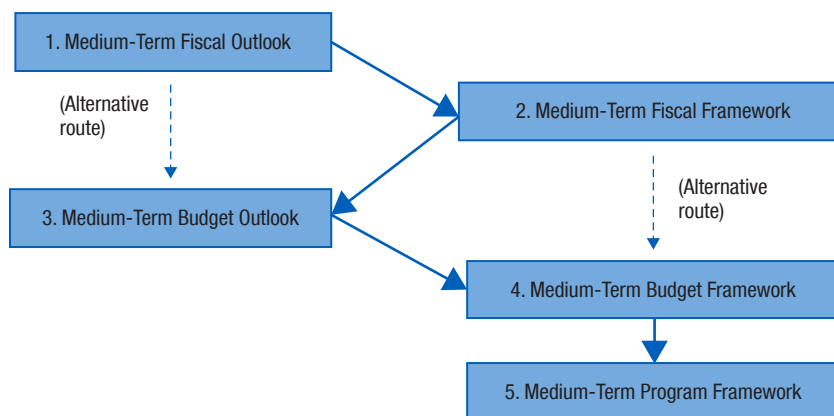 1. Medium-Term Fiscal Outlook
(Alternative
route)
2. Medium-Term Fiscal Framework
3. Medium-Term Budget Outlook
(Alternative
route)
4. Medium-Term Budget Framework
5. Medium-Term Program Framework